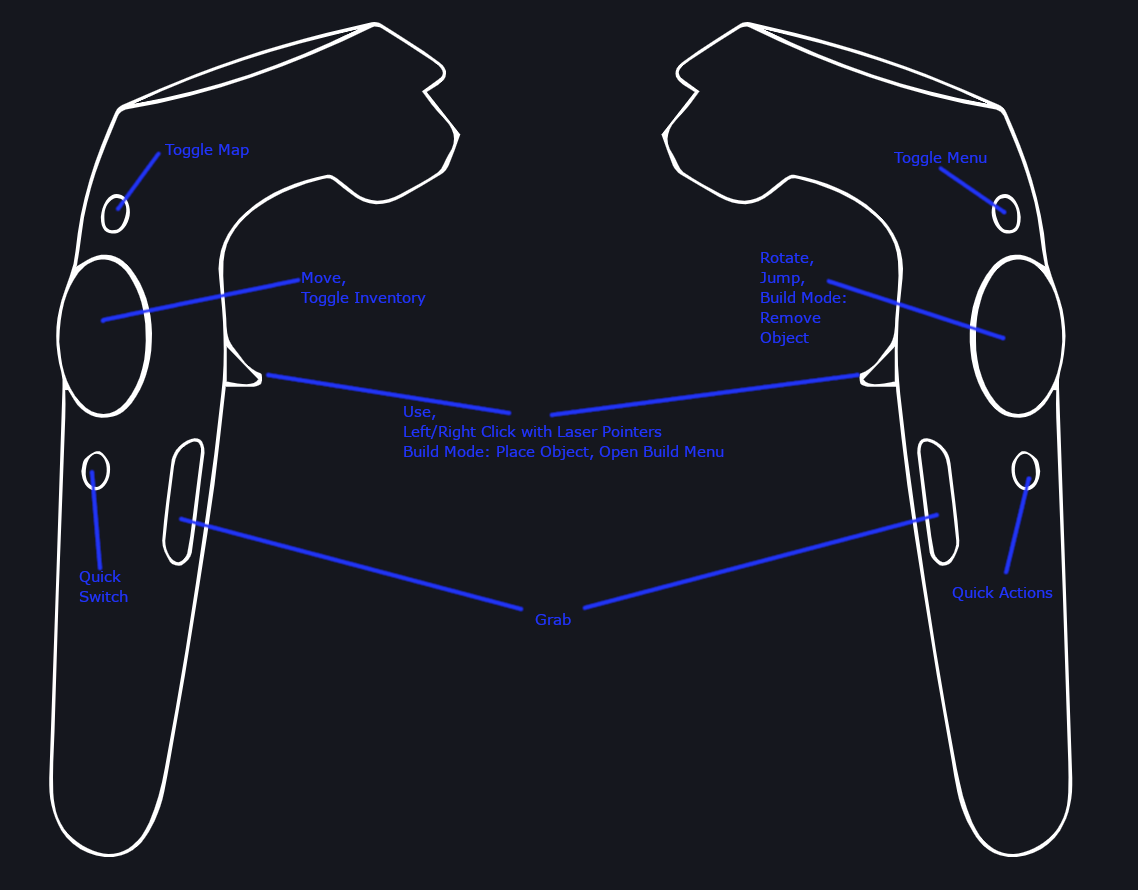 Toggle Map
Toggle Menu
Move,
Toggle Inventory
Rotate,
Jump,
Build Mode:
Remove
Object
Use,
Left/Right Click with Laser Pointers
Build Mode: Place Object, Open Build Menu
Quick
Switch
Grab
Quick Actions